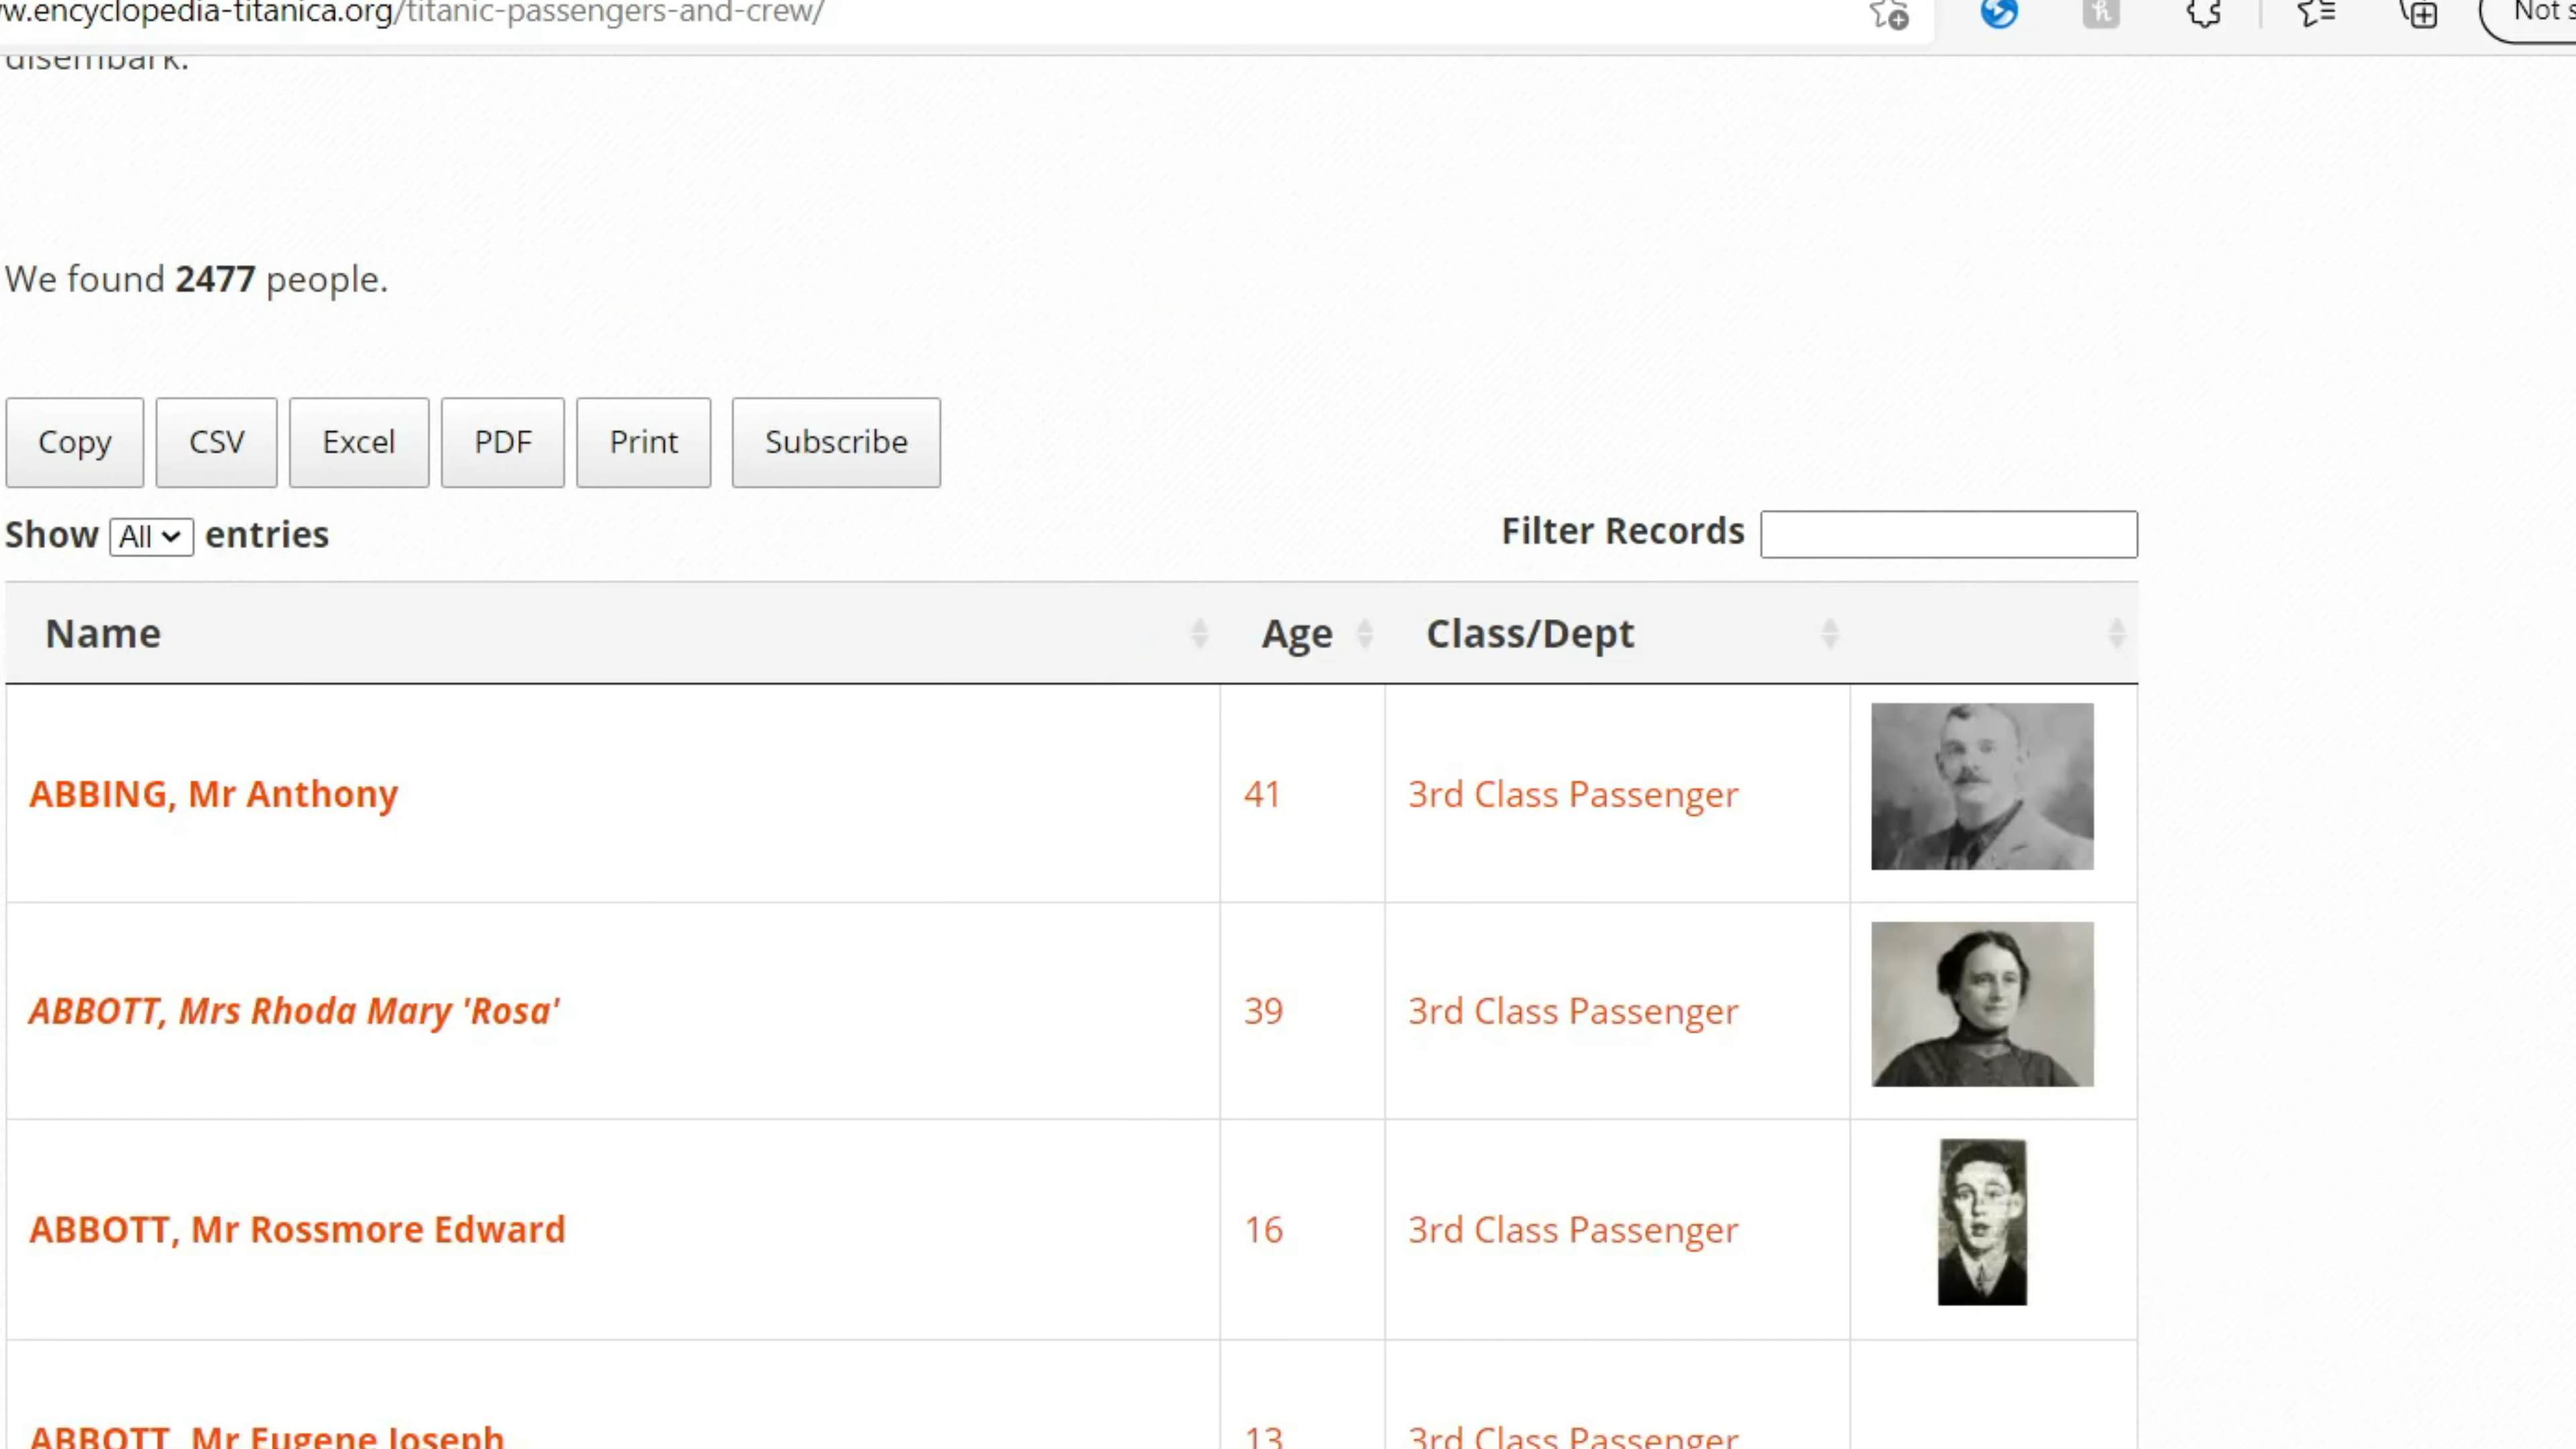 w.encyclopedia-titanica.org/titanic-passengers-and-crew/
Not s
disembark.
We found 2477 people.
Copy CSV Excel PDF Print Subscribe
Show All entries Filter Records
Name Age Class/Dept
ABBING, Mr Anthony 41 3rd Class Passenger
ABBOTT, Mrs Rhoda Mary 'Rosa' 39 3rd Class Passenger
ABBOTT, Mr Rossmore Edward 16 3rd Class Passenger
ABBOTT, Mr Eugene Joseph 13 3rd Class Passenger